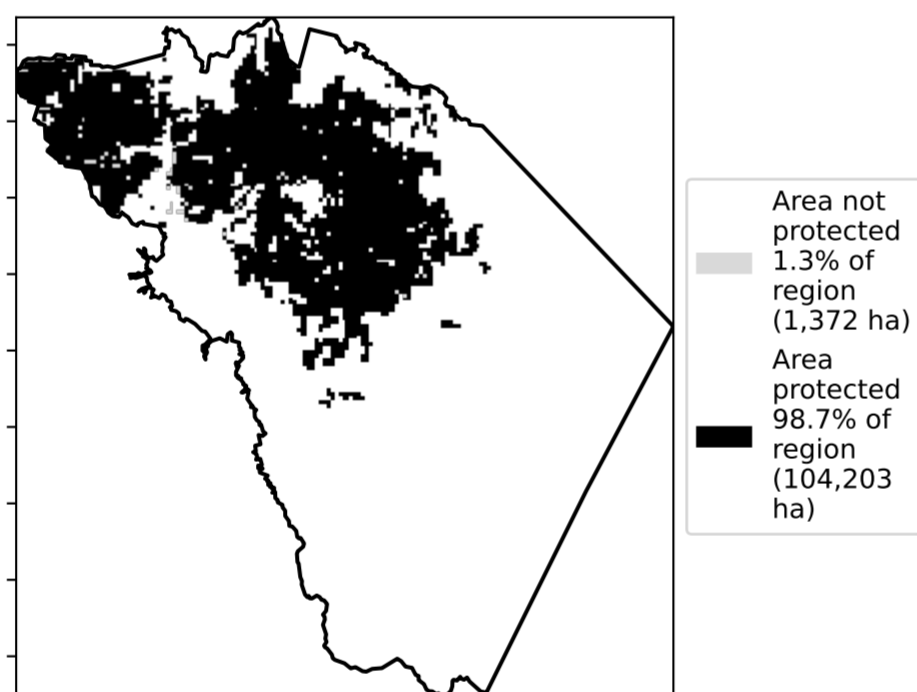 Area not
protected
1.3% of
region
(1,372 ha)
Area
protected
98.7% of
region
(104,203
ha)